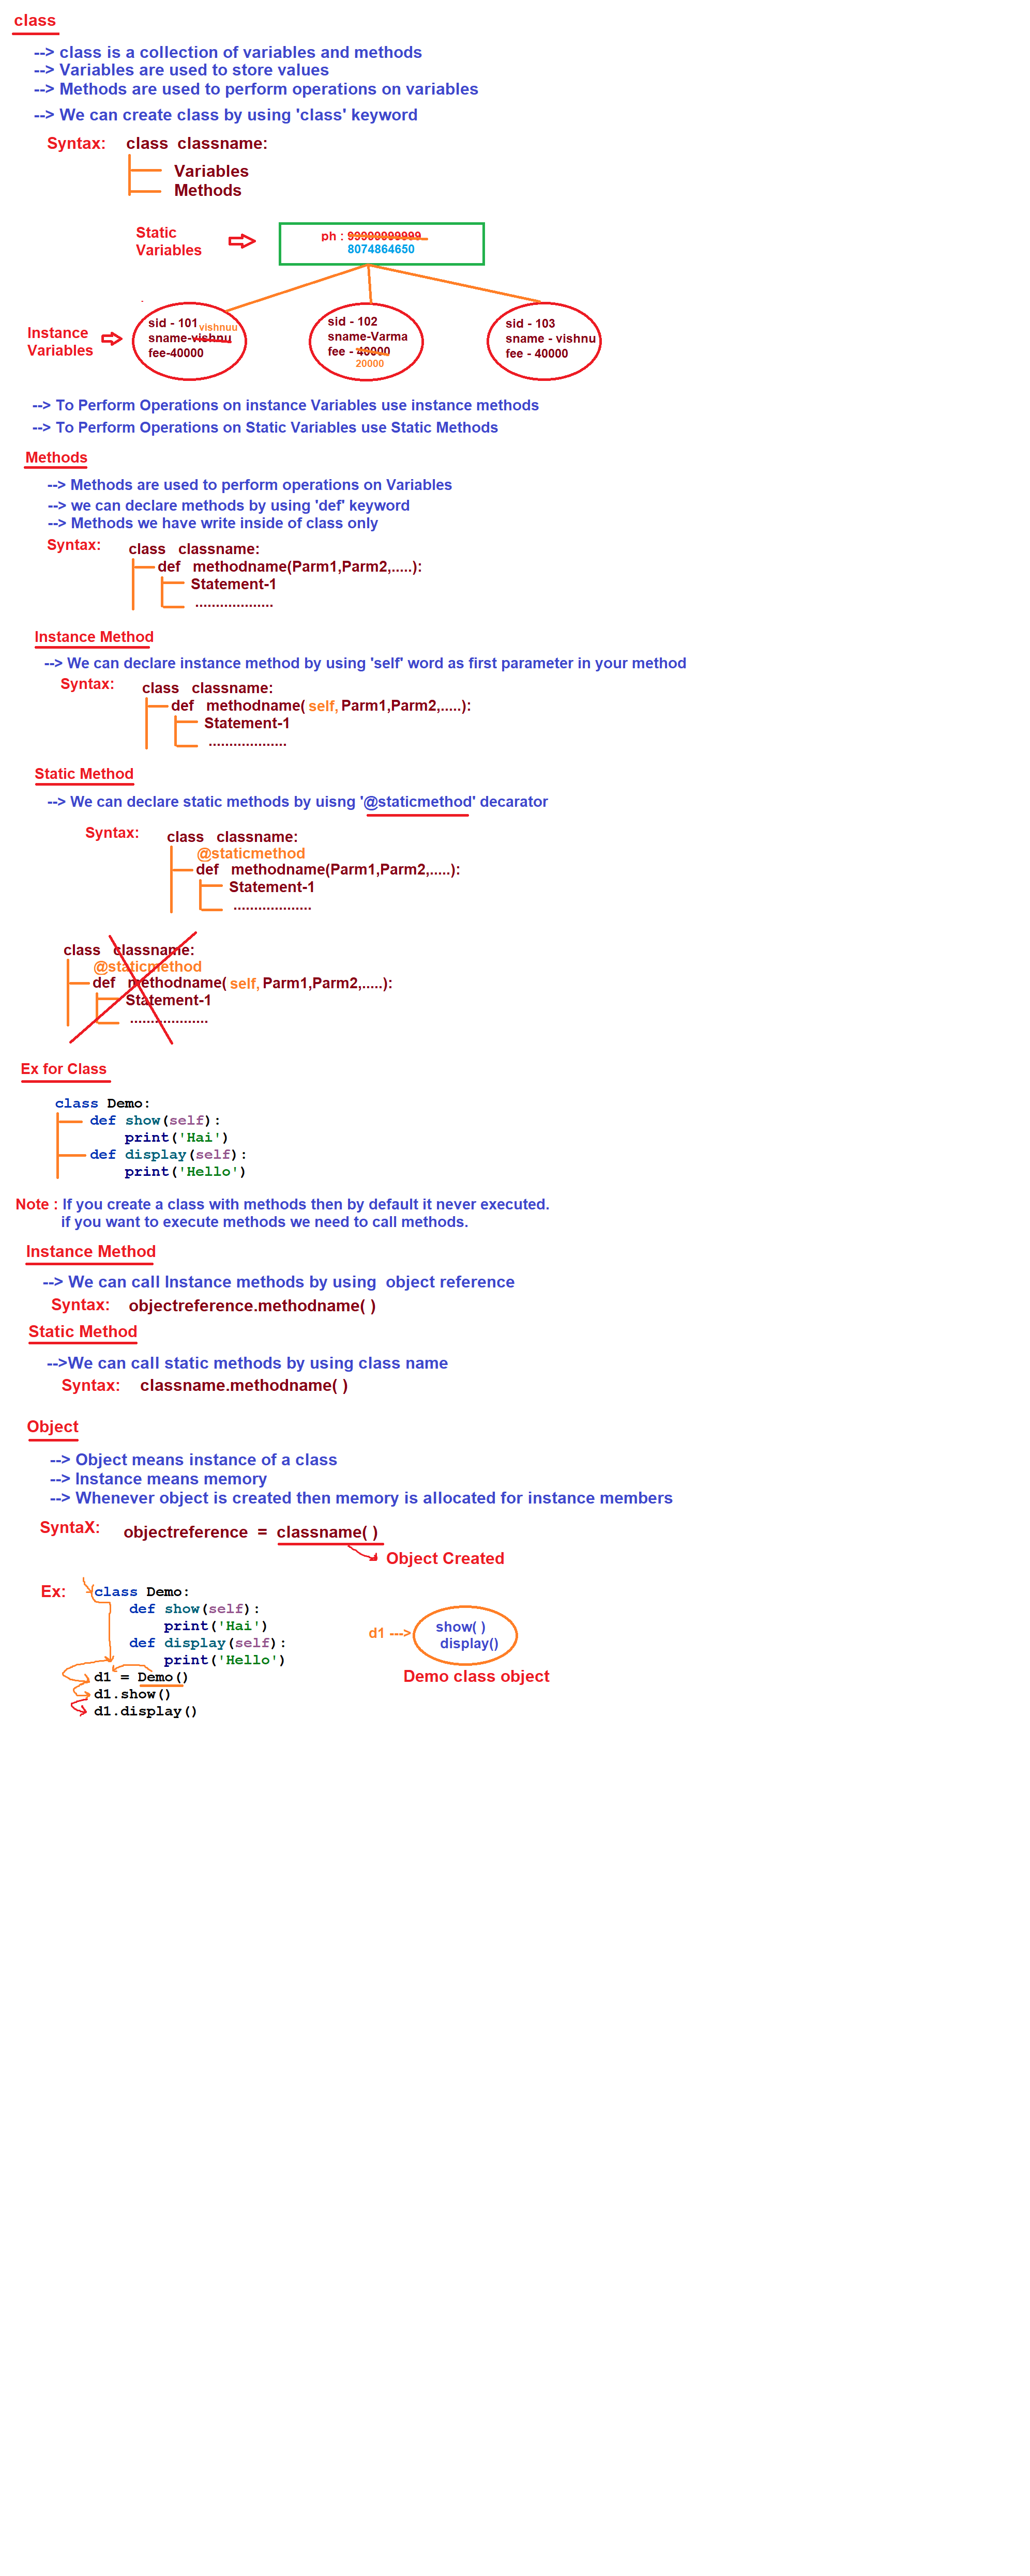 class
--> class is a collection of variables and methods
--> Variables are used to store values
--> Methods are used to perform operations on variables
--> We can create class by using 'class' keyword
Syntax: class classname:
Variables
Methods
Static
Variables
ph : 99999999999
8074864650
Instance
Variables
sid - 101
vishnuu
sname-vishnu
fee-40000
sid - 102
sname-Varma
fee - 40000
20000
sid - 103
sname - vishnu
fee - 40000
--> To Perform Operations on instance Variables use instance methods
--> To Perform Operations on Static Variables use Static Methods
Methods
--> Methods are used to perform operations on Variables
--> we can declare methods by using 'def' keyword
--> Methods we have write inside of class only
Syntax: class classname:
def methodname(Parm1,Parm2,.....):
Statement-1
...................
Instance Method
--> We can declare instance method by using 'self' word as first parameter in your method
Syntax: class classname:
def methodname( self, Parm1,Parm2,.....):
Statement-1
...................
Static Method
--> We can declare static methods by uisng '@staticmethod' decarator
Syntax: class classname:
@staticmethod
def methodname(Parm1,Parm2,.....):
Statement-1
...................
class classname:
@staticmethod
def methodname( self, Parm1,Parm2,.....):
Statement-1
...................
Ex for Class
class Demo:
def show(self):
print('Hai')
def display(self):
print('Hello')
Note : If you create a class with methods then by default it never executed.
if you want to execute methods we need to call methods.
Instance Method
--> We can call Instance methods by using object reference
Syntax: objectreference.methodname( )
Static Method
-->We can call static methods by using class name
Syntax: classname.methodname( )
Object
--> Object means instance of a class
--> Instance means memory
--> Whenever object is created then memory is allocated for instance members
SyntaX: objectreference = classname( )
Object Created
Ex: class Demo:
def show(self):
print('Hai')
def display(self):
print('Hello')
d1 = Demo()
d1.show()
d1.display()
d1 --->
show( )
display()
Demo class object